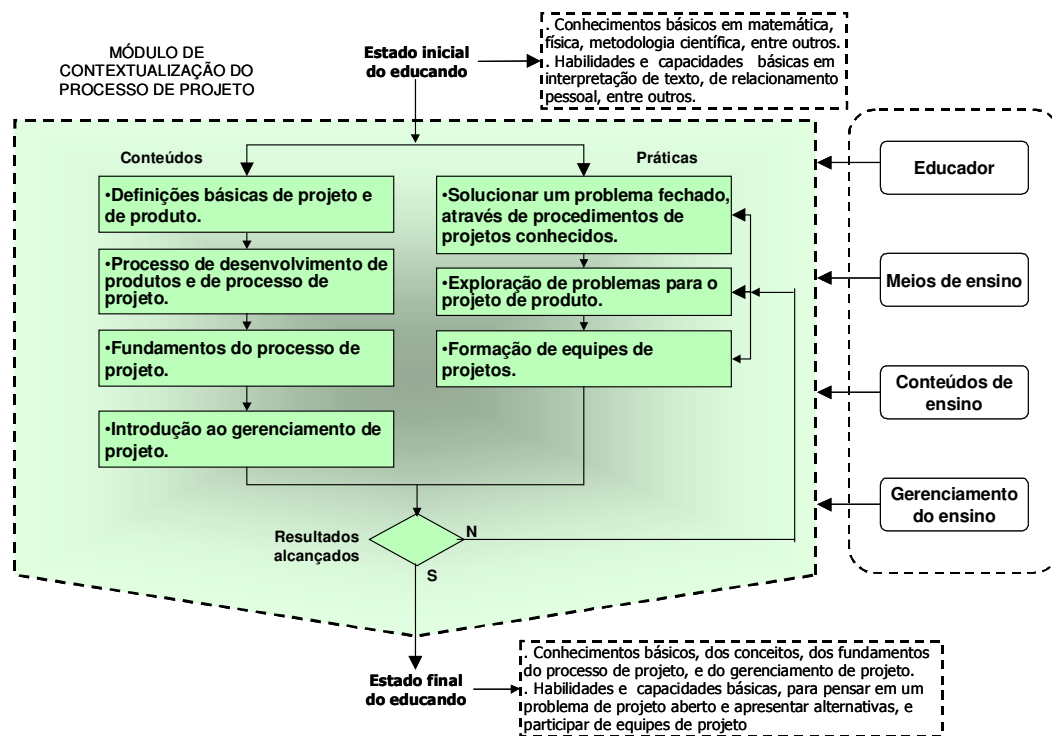 MÓDULO DE
CONTEXTUALIZAÇÃO DO
PROCESSO DE PROJETO
Estado inicial
do educando
. Conhecimentos básicos em matemática,
física, metodologia científica, entre outros.
. Habilidades e capacidades básicas em
interpretação de texto, de relacionamento
pessoal, entre outros.
Conteúdos
•Definições básicas de projeto e
de produto.
•Processo de desenvolvimento de
produtos e de processo de
projeto.
•Fundamentos do processo de
projeto.
•Introdução ao gerenciamento de
projeto.
Práticas
•Solucionar um problema fechado,
através de procedimentos de
projetos conhecidos.
•Exploração de problemas para o
projeto de produto.
•Formação de equipes de
projetos.
Resultados
alcançados
N
S
Educador
Meios de ensino
Conteúdos de
ensino
Gerenciamento
do ensino
Estado final
do educando
. Conhecimentos básicos, dos conceitos, dos fundamentos
do processo de projeto, e do gerenciamento de projeto.
. Habilidades e capacidades básicas, para pensar em um
problema de projeto aberto e apresentar alternativas, e
participar de equipes de projeto